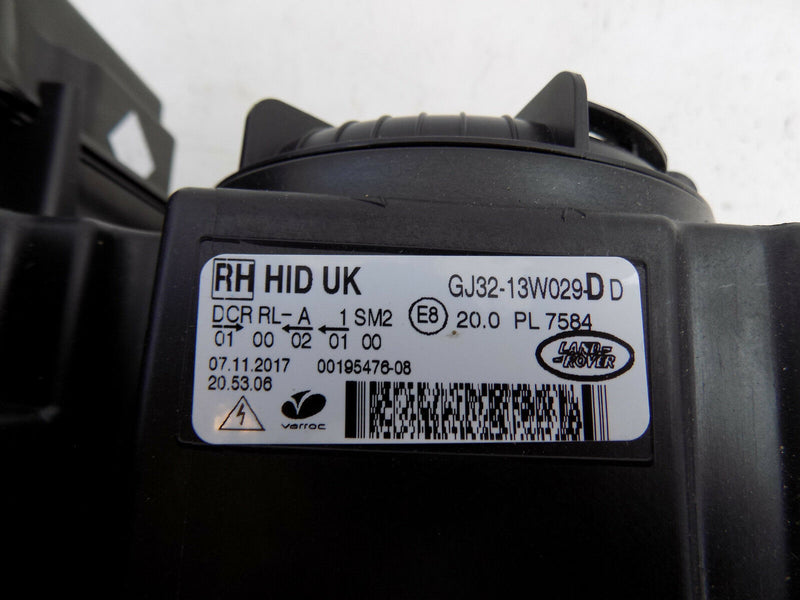 RH HID UK GJ32-13W029-D D
DCR RL- A 1 SM2 E8 20.0 PL 7584
01 00 02 01 00
LAND-
-ROVER
07.11.2017 00195476-08
20.53.06
varroc